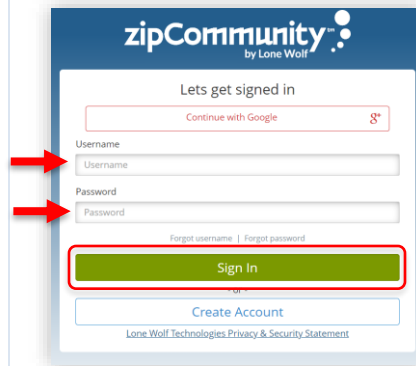 zipCommunity℠
by Lone Wolf
Lets get signed in
Continue with Google
g+
Username
Username
Password
Password
Forgot username | Forgot password
Sign In
- or -
Create Account
Lone Wolf Technologies Privacy & Security Statement